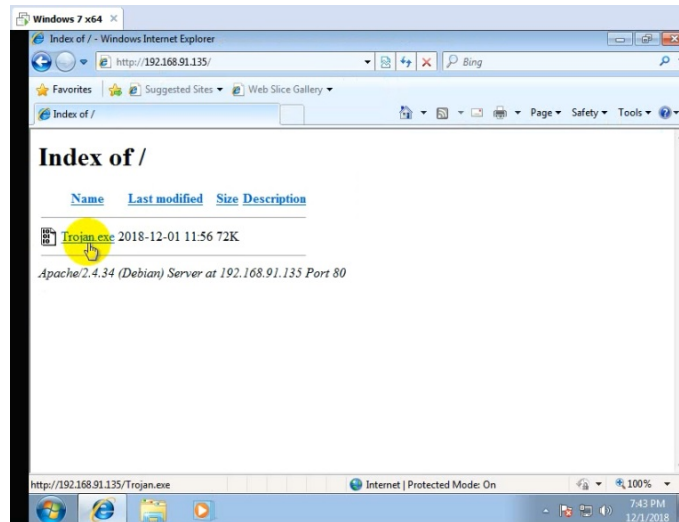 Windows 7 x64
Index of / - Windows Internet Explorer
http://192.168.91.135/
Bing
Favorites Suggested Sites Web Slice Gallery
Index of /
Page Safety Tools
Index of /
Name Last modified Size Description
Trojan.exe 2018-12-01 11:56 72K
Apache/2.4.34 (Debian) Server at 192.168.91.135 Port 80
http://192.168.91.135/Trojan.exe Internet | Protected Mode: On 100%
7:43 PM
12/1/2018